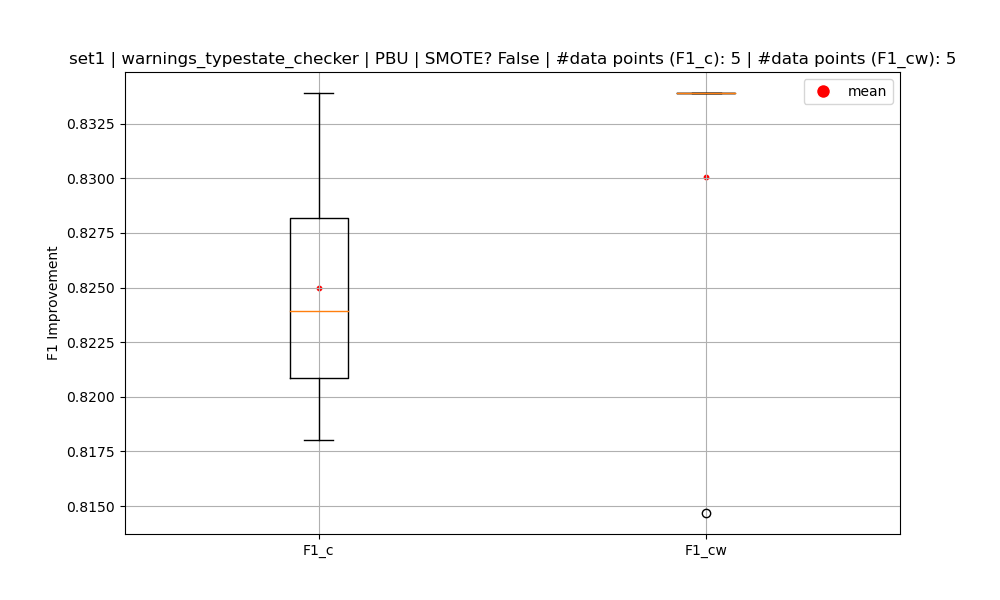 set1 | warnings_typestate_checker | PBU | SMOTE? False | #data points (F1_c): 5 | #data points (F1_cw): 5
mean
0.8325
0.8300
0.8275
0.8250
0.8225
0.8200
0.8175
0.8150
F1 Improvement
F1_c
F1_cw